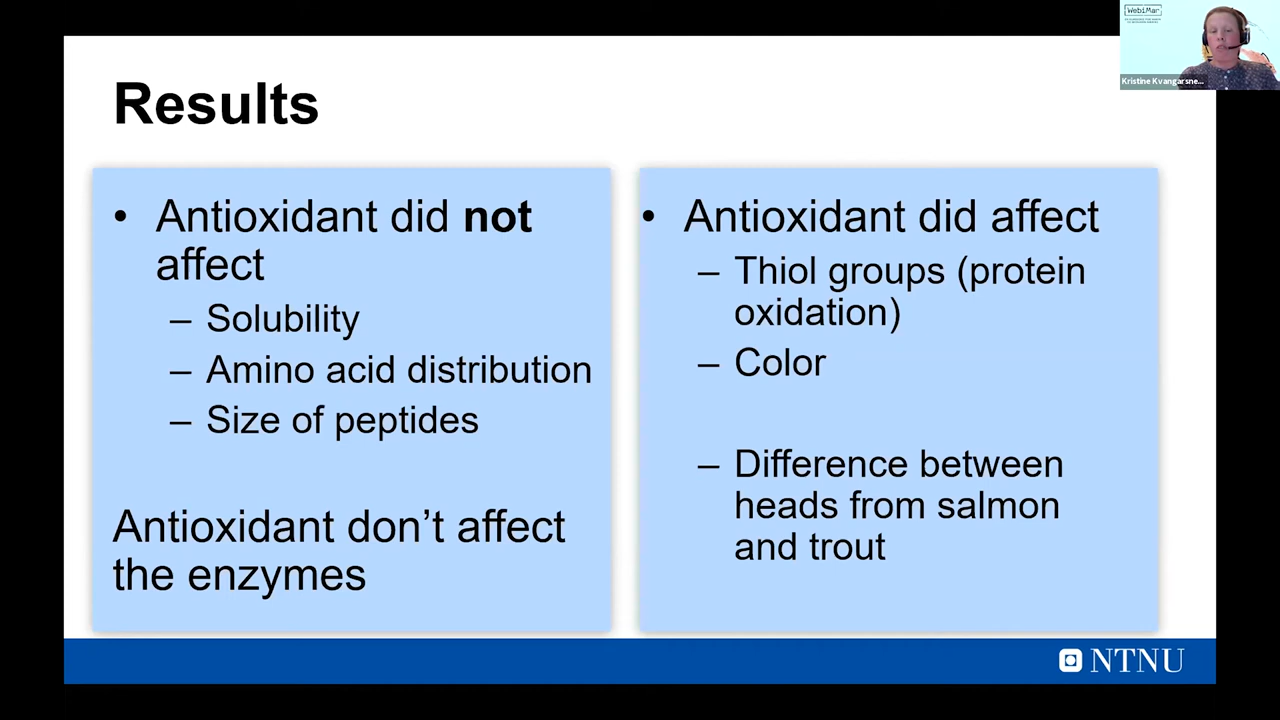 WebiMar
Kristine Kvangarsne...
Results
• Antioxidant did not
affect
– Solubility
– Amino acid distribution
– Size of peptides
Antioxidant don’t affect
the enzymes
• Antioxidant did affect
– Thiol groups (protein
oxidation)
– Color
– Difference between
heads from salmon
and trout
NTNU